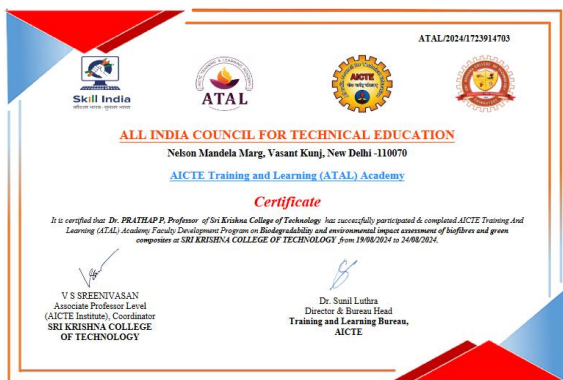 ATAL/2024/1723914703
Skill India
कौशल भारत - कुशल भारत
ATAL
AICTE
ALL INDIA COUNCIL FOR TECHNICAL EDUCATION
Nelson Mandela Marg, Vasant Kunj, New Delhi -110070
AICTE Training and Learning (ATAL) Academy
Certificate
It is certified that Dr. PRATHAP P, Professor of Sri Krishna College of Technology has successfully participated & completed AICTE Training And
Learning (ATAL) Academy Faculty Development Program on Biodegradability and environmental impact assessment of biofibres and green
composites at SRI KRISHNA COLLEGE OF TECHNOLOGY from 19/08/2024 to 24/08/2024.
V S SREENIVASAN
Associate Professor Level
(AICTE Institute), Coordinator
SRI KRISHNA COLLEGE
OF TECHNOLOGY
Dr. Sunil Luthra
Director & Bureau Head
Training and Learning Bureau,
AICTE